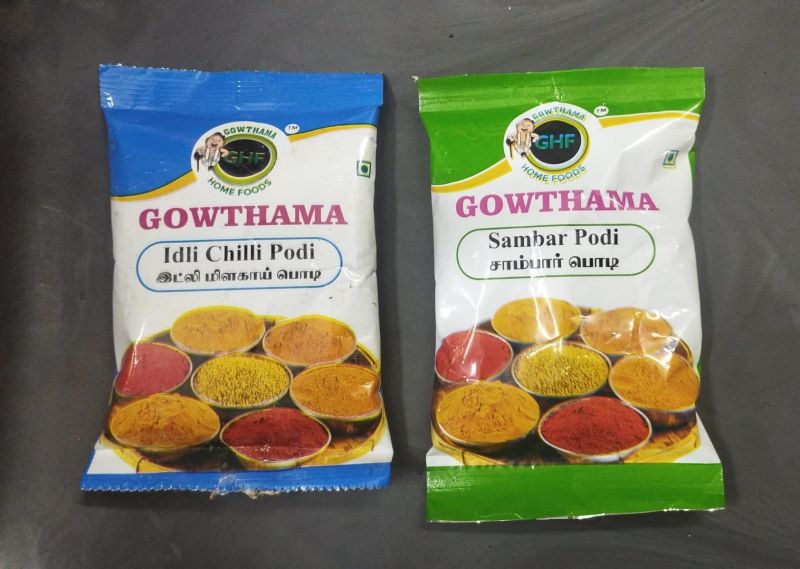 GOWTHAMA
TM
GHF
HOME FOODS
GOWTHAMA
Idli Chilli Podi
இட்லி மிளகாய் பொடி
GOWTHAMA
TM
GHF
HOME FOODS
GOWTHAMA
Sambar Podi
சாம்பார் பொடி